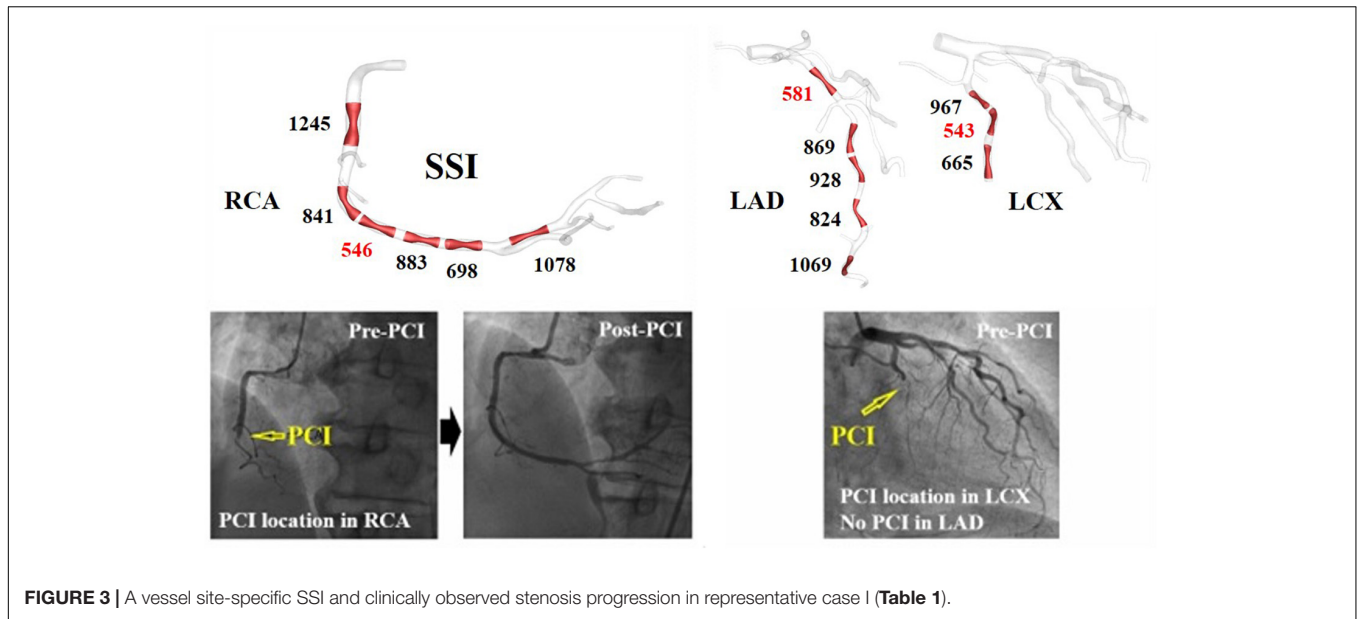 1245
SSI
RCA
841
546
883
698
1078
581
869
928
LAD
824
1069
967
543
665
LCX
Pre-PCI
PCI
PCI location in RCA
Post-PCI
Pre-PCI
PCI
PCI location in LCX
No PCI in LAD
FIGURE 3 | A vessel site-specific SSI and clinically observed stenosis progression in representative case I (Table 1).